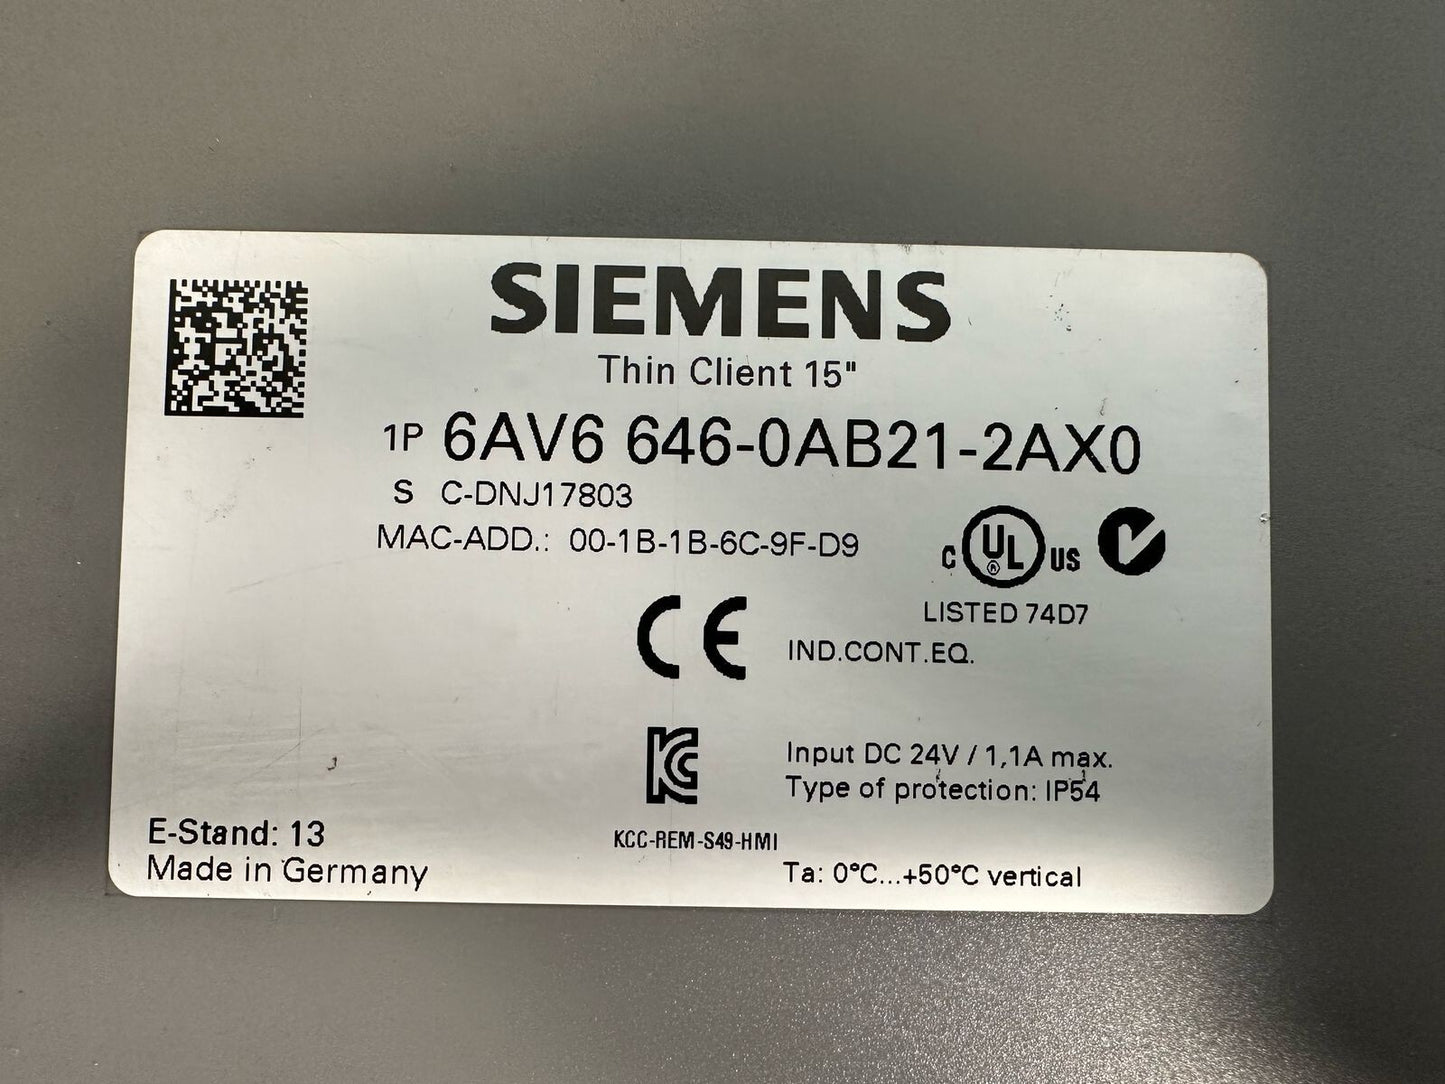 SIEMENS
Thin Client 15"
1P 6AV6 646-0AB21-2AX0
S C-DNJ17803
MAC-ADD.: 00-1B-1B-6C-9F-D9
C UL ® US
LISTED 74D7
CE IND.CONT.EQ.
KC
Input DC 24V / 1,1A max.
Type of protection: IP54
E-Stand: 13
KCC-REM-S49-HMI
Made in Germany
Ta: 0°C...+50°C vertical